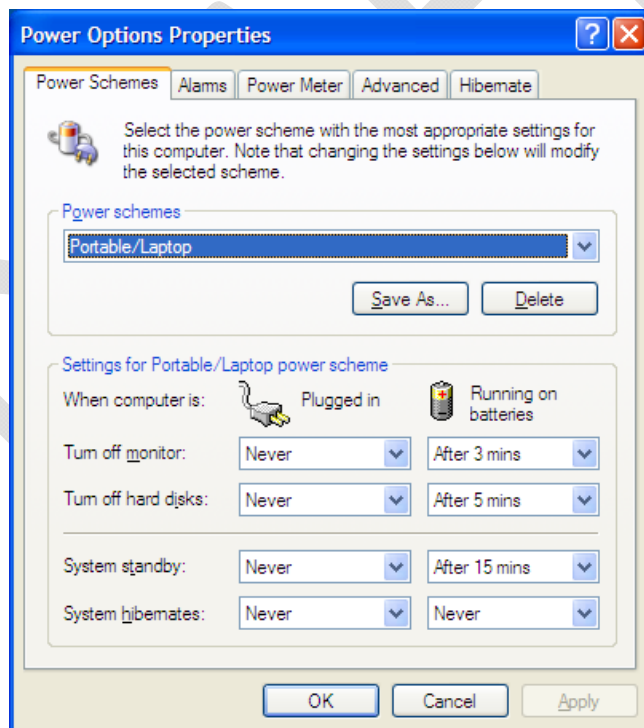 Power Options Properties
Power Schemes Alarms Power Meter Advanced Hibernate
Select the power scheme with the most appropriate settings for
this computer. Note that changing the settings below will modify
the selected scheme.
Power schemes
Portable/Laptop
Save As... Delete
Settings for Portable/Laptop power scheme
When computer is: Plugged in Running on
batteries
Turn off monitor: Never After 3 mins
Turn off hard disks: Never After 5 mins
System standby: Never After 15 mins
System hibernates: Never Never
OK Cancel Apply